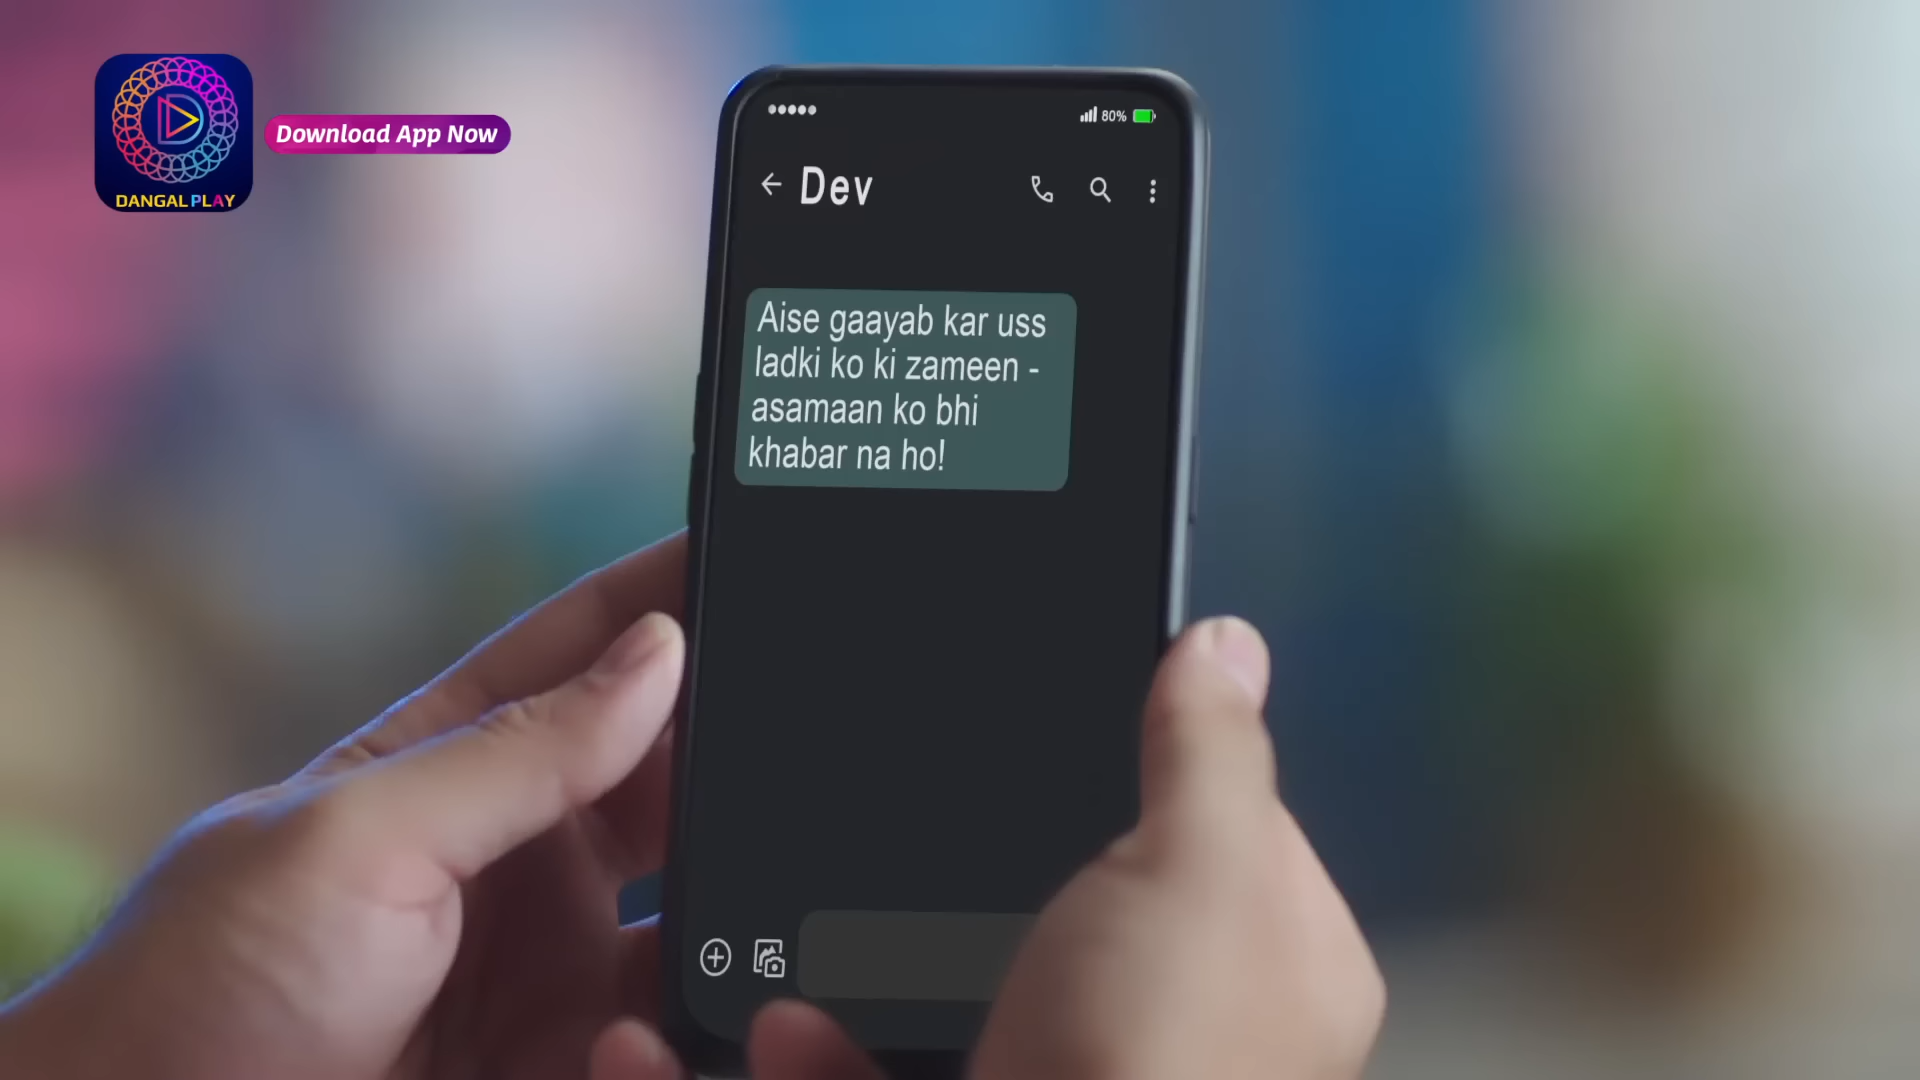 DANGAL PLAY
Download App Now
80%
Dev
Aise gaayab kar uss
ladki ko ki zameen -
asamaan ko bhi
khabar na ho!